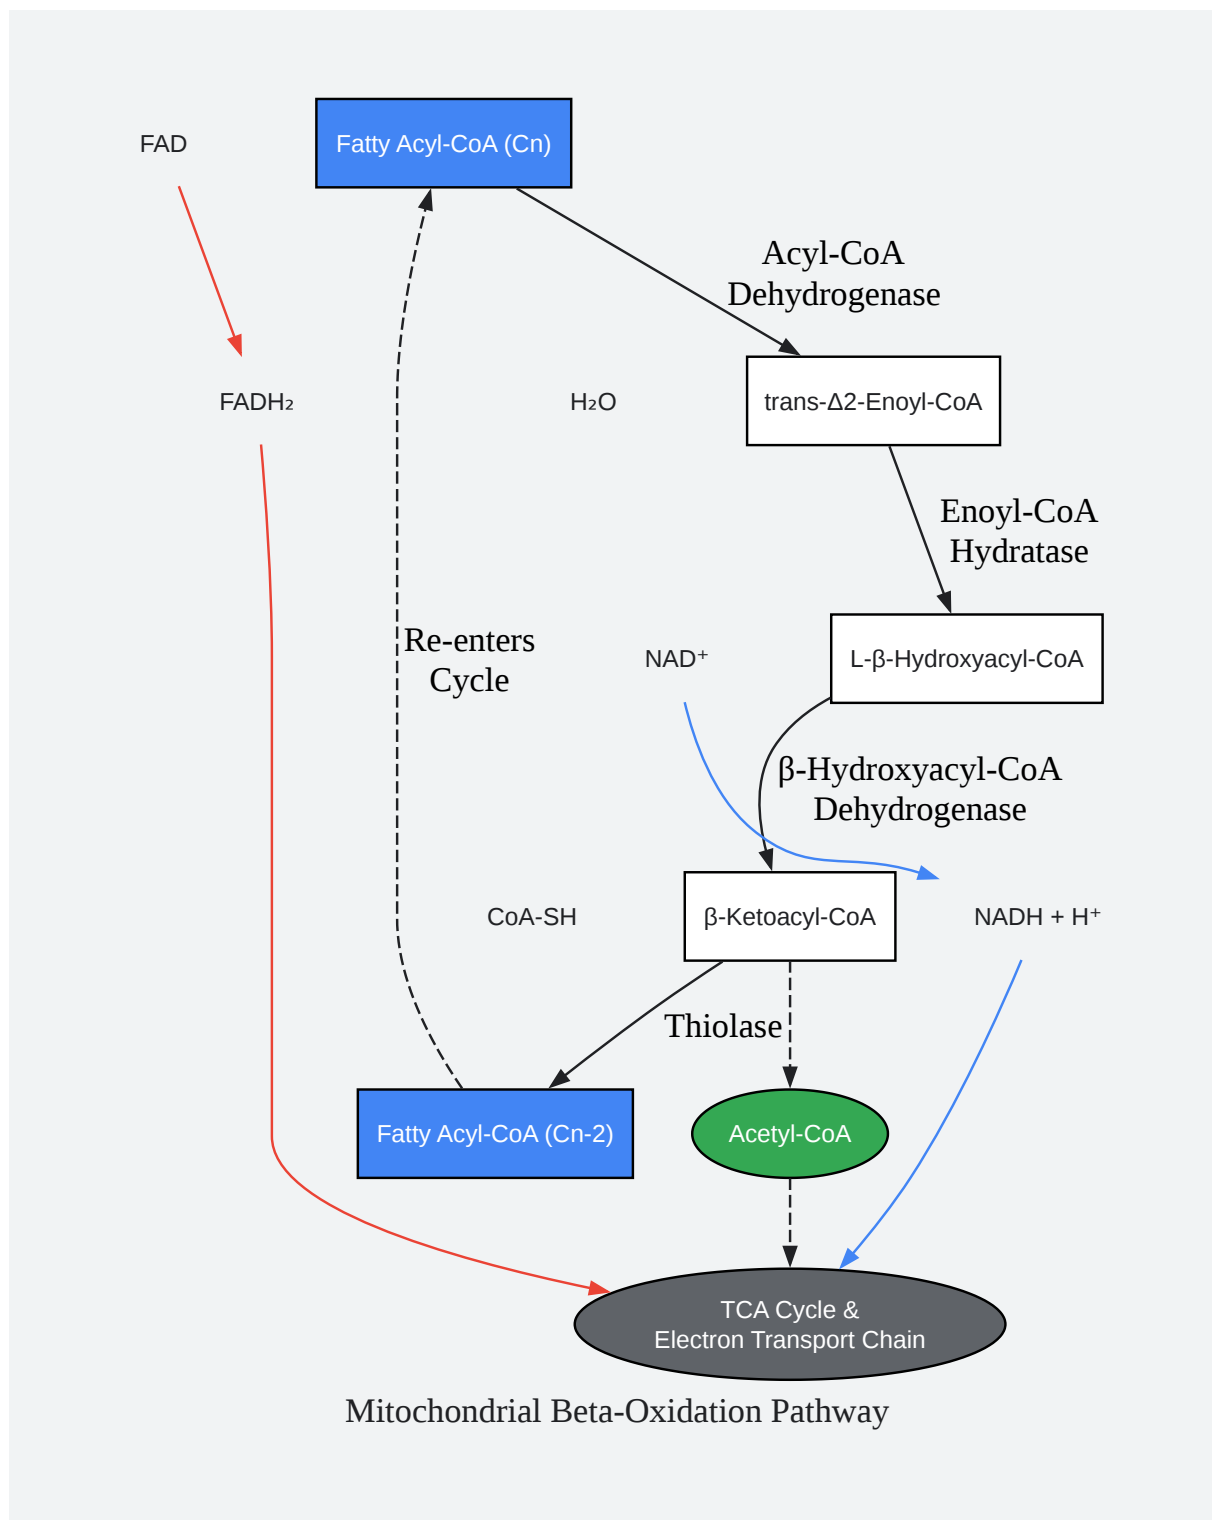 FAD
Fatty Acyl-CoA (Cn)
Acyl-CoA
Dehydrogenase
FADH₂
H₂O
trans-Δ2-Enoyl-CoA
Enoyl-CoA
Hydratase
Re-enters
Cycle
NAD⁺
L-β-Hydroxyacyl-CoA
β-Hydroxyacyl-CoA
Dehydrogenase
CoA-SH
β-Ketoacyl-CoA
NADH + H⁺
Thiolase
Fatty Acyl-CoA (Cn-2)
Acetyl-CoA
TCA Cycle &
Electron Transport Chain
Mitochondrial Beta-Oxidation Pathway